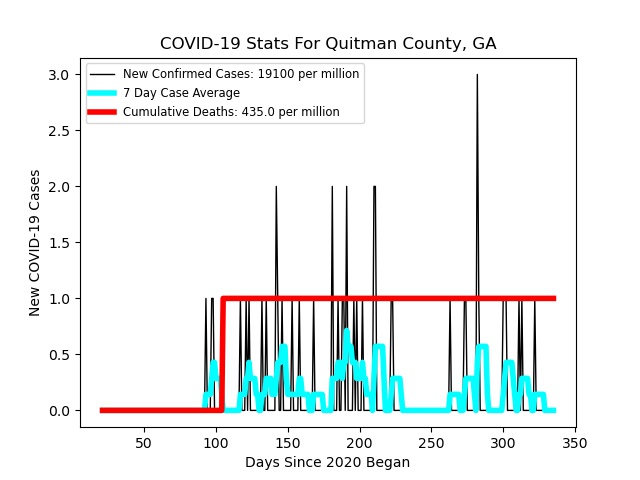 COVID-19 Stats For Quitman County, GA
New Confirmed Cases: 19100 per million
7 Day Case Average
Cumulative Deaths: 435.0 per million
New COVID-19 Cases
3.0
2.5
2.0
1.5
1.0
0.5
0.0
50
100
150
200
250
300
350
Days Since 2020 Began